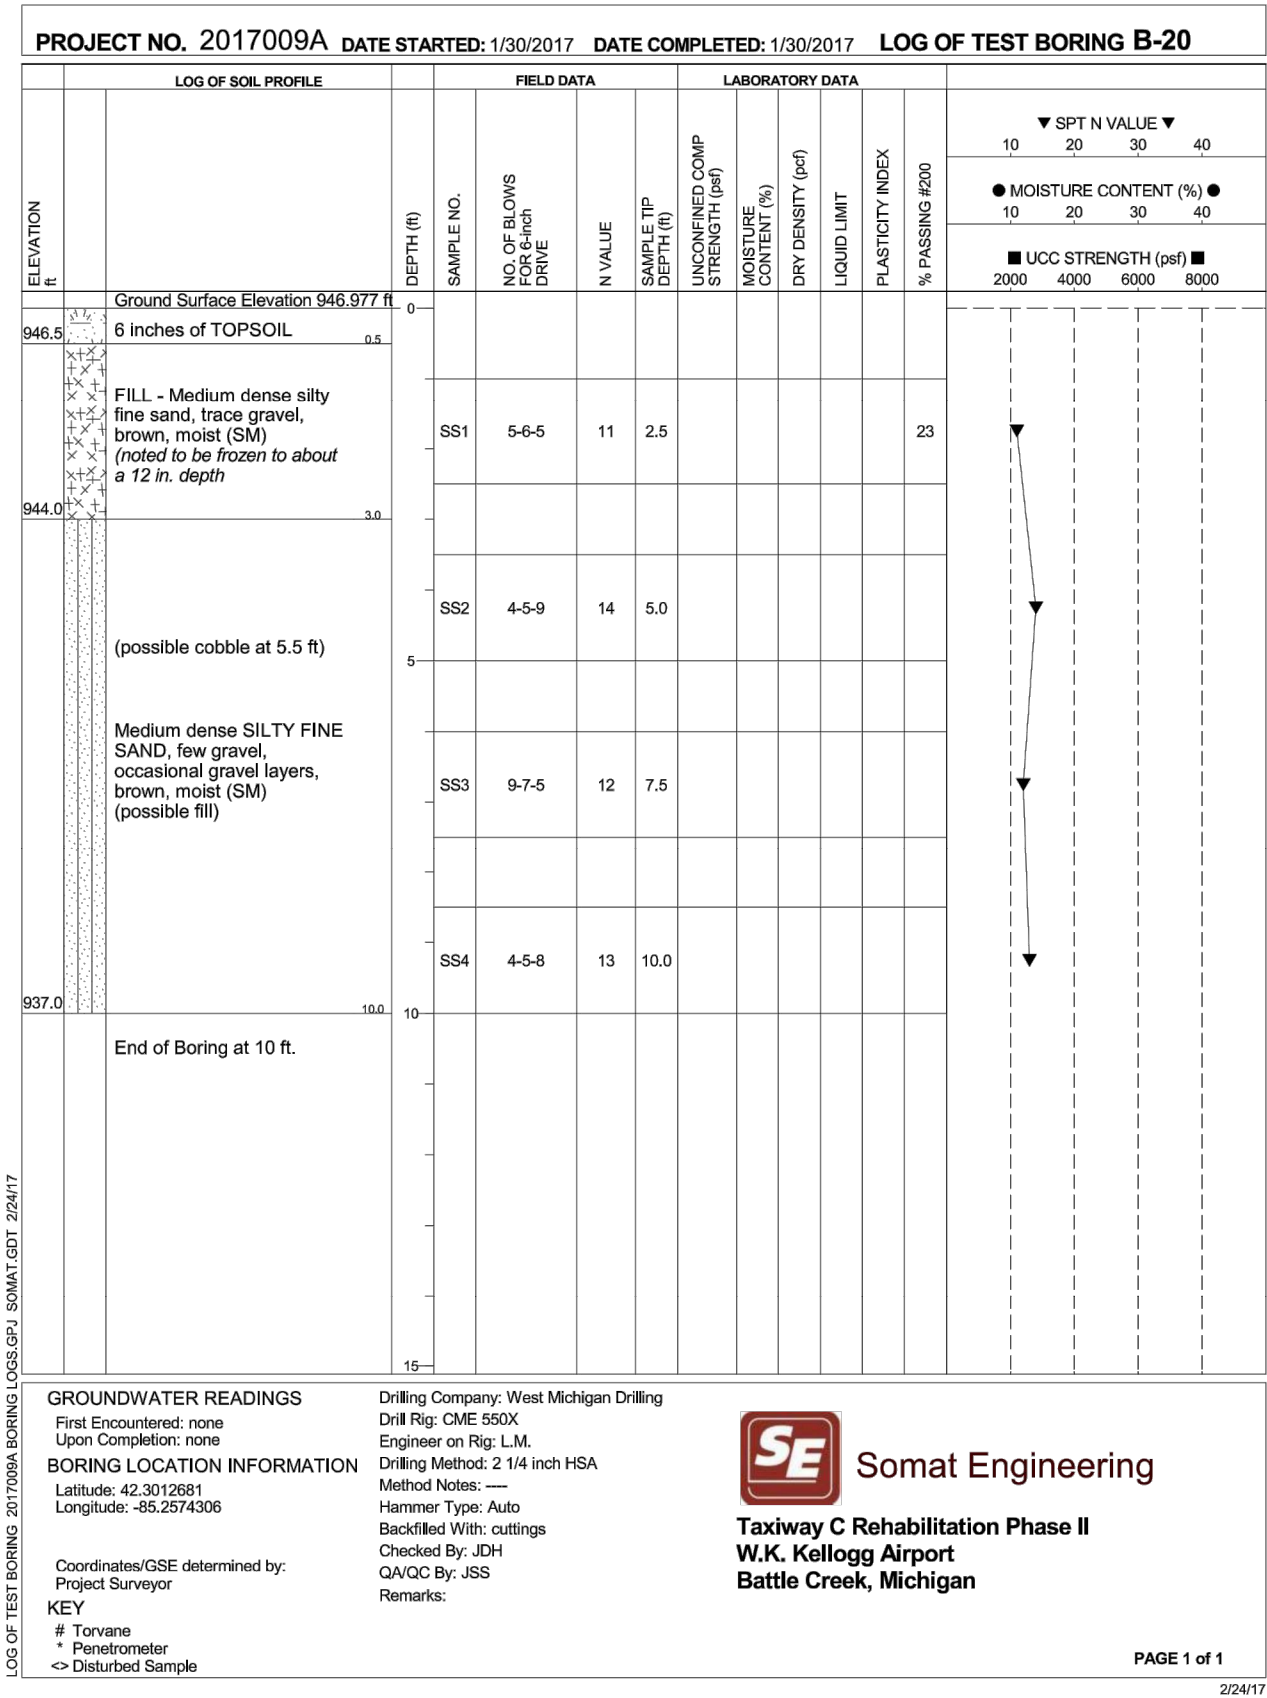 PROJECT NO. 2017009A DATE STARTED: 1/30/2017 DATE COMPLETED: 1/30/2017 LOG OF TEST BORING B-20
LOG OF SOIL PROFILE
FIELD DATA
LABORATORY DATA
ELEVATION
ft
DEPTH (ft)
SAMPLE NO.
NO. OF BLOWS
FOR 6-inch
DRIVE
N VALUE
SAMPLE TIP
DEPTH (ft)
UNCONFINED COMP
STRENGTH (psf)
MOISTURE
CONTENT (%)
DRY DENSITY (pcf)
LIQUID LIMIT
PLASTICITY INDEX
% PASSING #200
▼ SPT N VALUE ▼
10 20 30 40
● MOISTURE CONTENT (%) ●
10 20 30 40
■ UCC STRENGTH (psf) ■
2000 4000 6000 8000
Ground Surface Elevation 946.977 ft
0
946.5
6 inches of TOPSOIL
0.5
FILL - Medium dense silty
fine sand, trace gravel,
brown, moist (SM)
(noted to be frozen to about
a 12 in. depth
SS1 5-6-5 11 2.5 23
944.0
3.0
SS2 4-5-9 14 5.0
(possible cobble at 5.5 ft)
5
Medium dense SILTY FINE
SAND, few gravel,
occasional gravel layers,
brown, moist (SM)
(possible fill)
SS3 9-7-5 12 7.5
SS4 4-5-8 13 10.0
937.0
10.0
10
End of Boring at 10 ft.
15
GROUNDWATER READINGS
First Encountered: none
Upon Completion: none
BORING LOCATION INFORMATION
Latitude: 42.3012681
Longitude: -85.2574306
Coordinates/GSE determined by:
Project Surveyor
KEY
# Torvane
* Penetrometer
<> Disturbed Sample
Drilling Company: West Michigan Drilling
Drill Rig: CME 550X
Engineer on Rig: L.M.
Drilling Method: 2 1/4 inch HSA
Method Notes: ----
Hammer Type: Auto
Backfilled With: cuttings
Checked By: JDH
QA/QC By: JSS
Remarks:
SE
Somat Engineering
Taxiway C Rehabilitation Phase II
W.K. Kellogg Airport
Battle Creek, Michigan
PAGE 1 of 1
2/24/17
LOG OF TEST BORING 2017009A BORING LOGS.GPJ SOMAT.GDT 2/24/17